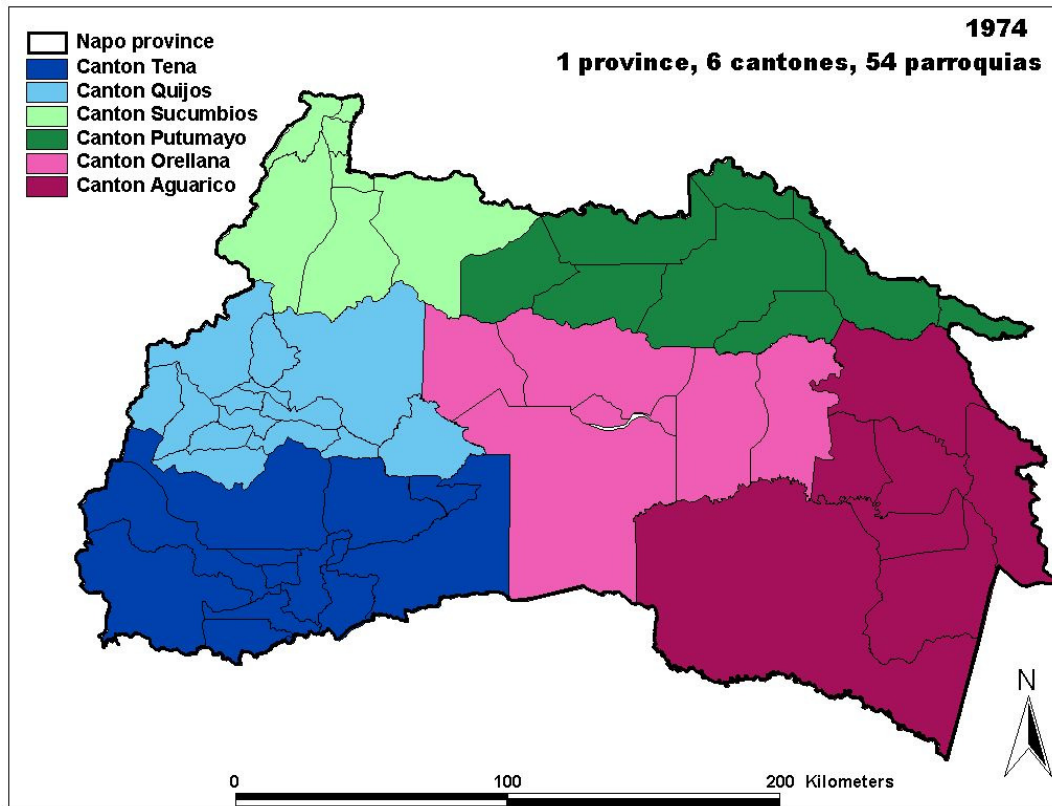 1974
1 province, 6 cantones, 54 parroquias
Napo province
Canton Tena
Canton Quijos
Canton Sucumbios
Canton Putumayo
Canton Orellana
Canton Aguarico
N
0 100 200 Kilometers